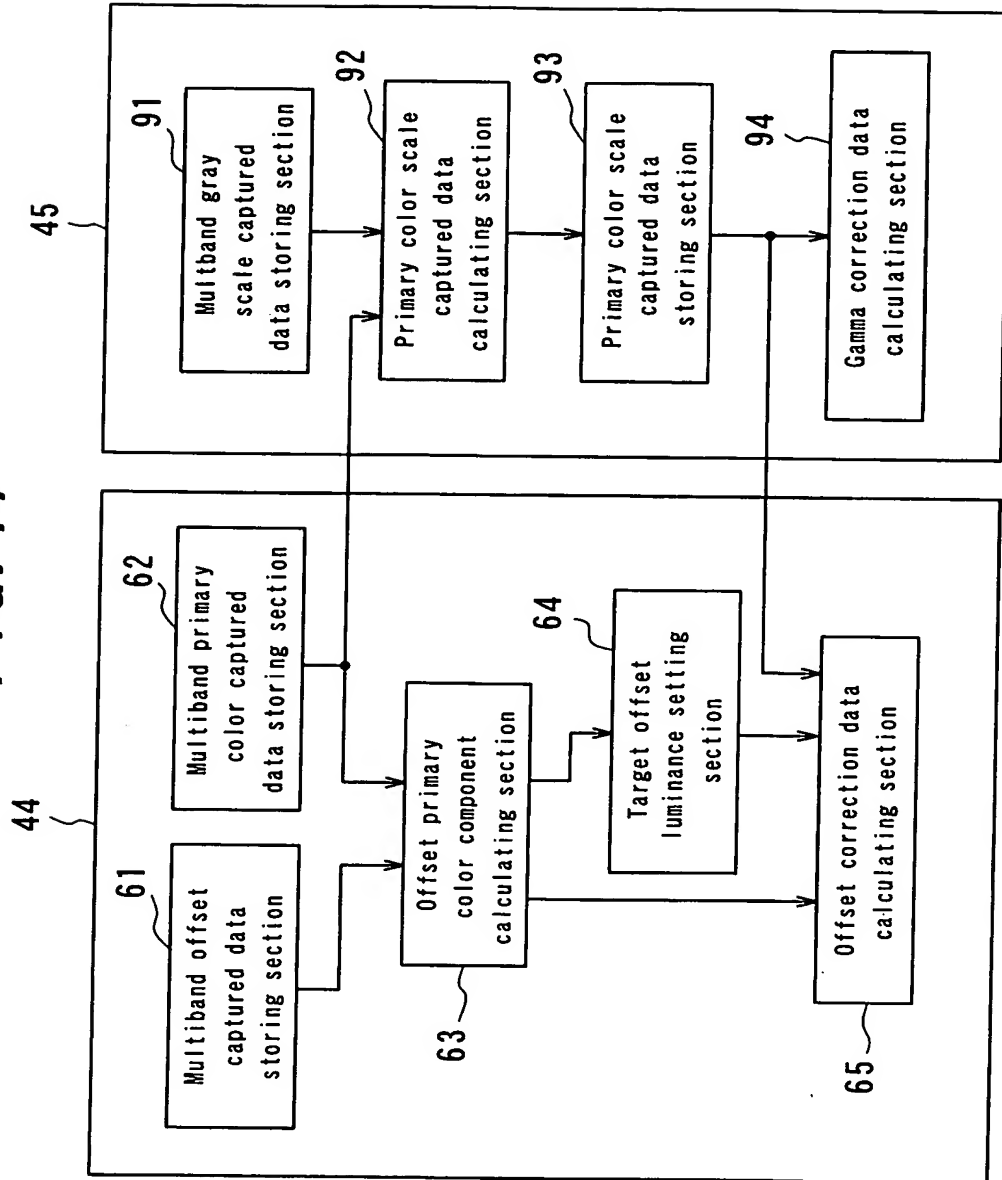 44
61
Multiband offset
captured data
storing section
62
Multiband primary
color captured
data storing section
Offset primary
color component
calculating section
63
64
Target offset
luminance setting
section
Offset correction data
calculating section
65
45
91
Multband gray
scale captured
data storing section
92
Primary color scale
captured data
calculating section
93
Primary color scale
captured data
storing section
94
Gamma correction data
calculating section